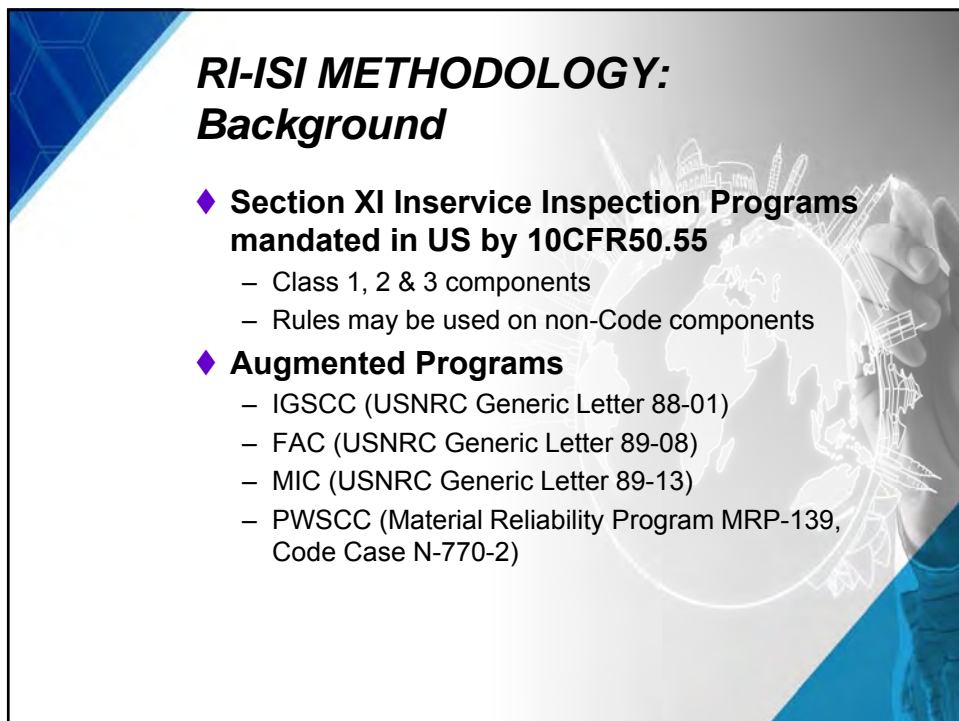 RI-ISI METHODOLOGY:
Background
♦ Section XI Inservice Inspection Programs
mandated in US by 10CFR50.55
– Class 1, 2 & 3 components
– Rules may be used on non-Code components
♦ Augmented Programs
– IGSCC (USNRC Generic Letter 88-01)
– FAC (USNRC Generic Letter 89-08)
– MIC (USNRC Generic Letter 89-13)
– PWSCC (Material Reliability Program MRP-139,
Code Case N-770-2)